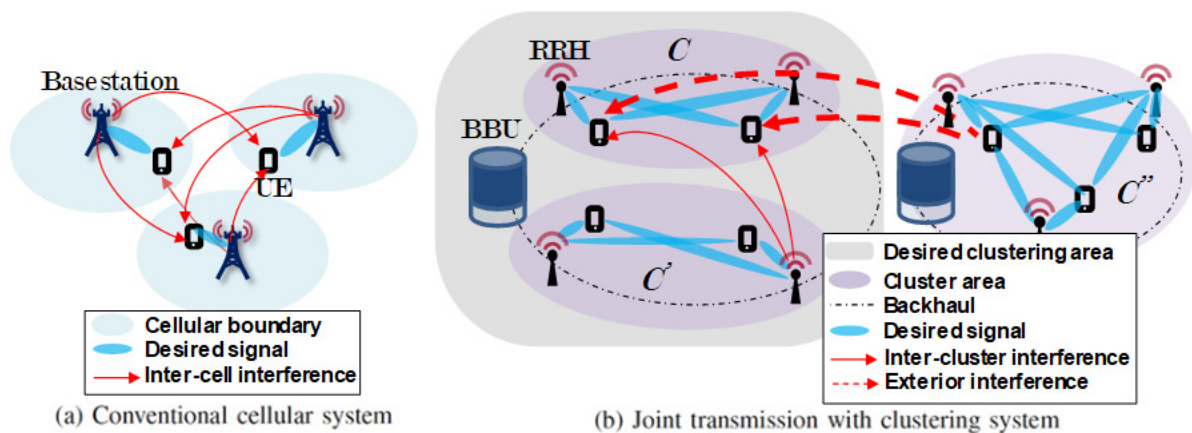 Base station
UE
Cellular boundary
Desired signal
Inter-cell interference
(a) Conventional cellular system
RRH
C
BBU
C'
C''
Desired clustering area
Cluster area
Backhaul
Desired signal
Inter-cluster interference
Exterior interference
(b) Joint transmission with clustering system